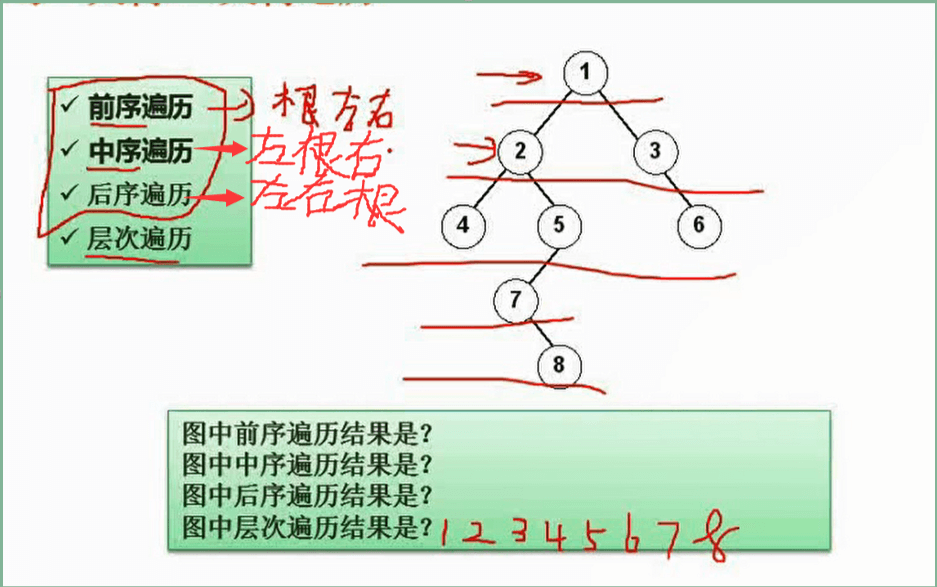 ✓ 前序遍历 根左右
✓ 中序遍历 左根右
✓ 后序遍历 左右根
✓ 层次遍历
1
2 3
4 5 6
7
8
图中前序遍历结果是?
图中中序遍历结果是?
图中后序遍历结果是?
图中层次遍历结果是? 1 2 3 4 5 6 7 8